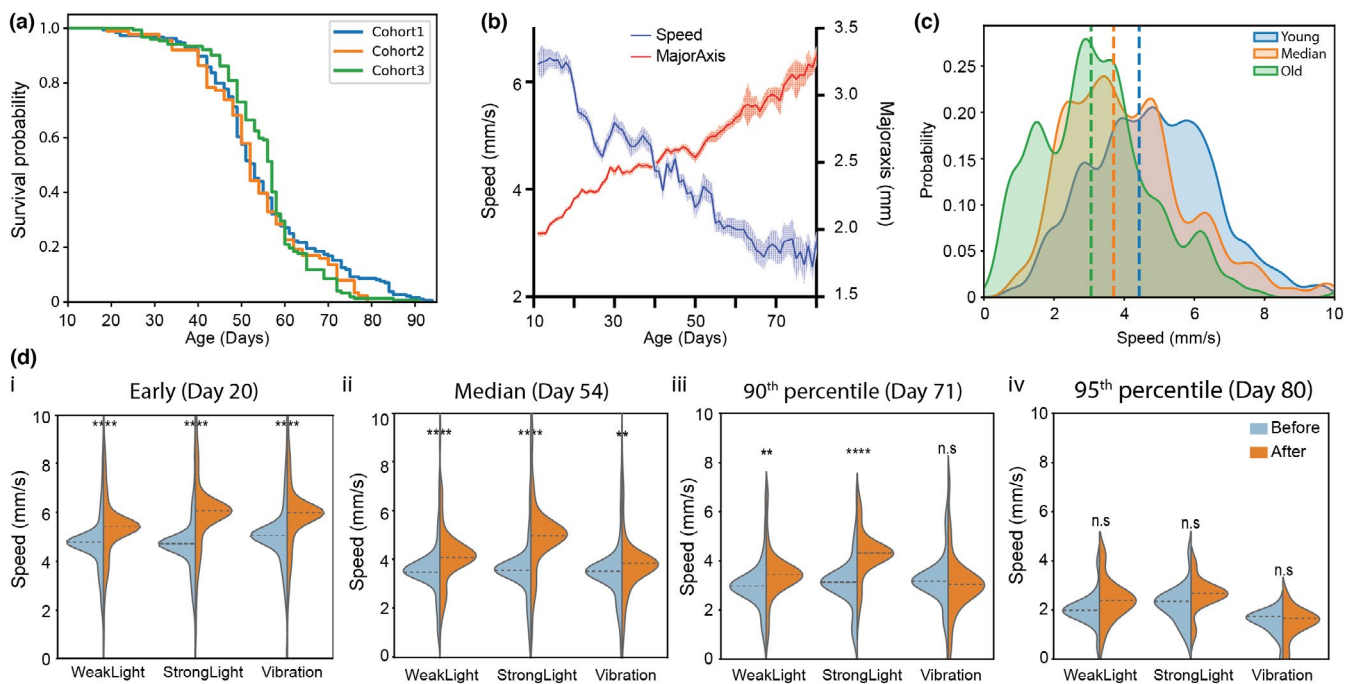 (a)
Survival probability
1.0
0.8
0.6
0.4
0.2
0
Cohort1
Cohort2
Cohort3
10 20 30 40 50 60 70 80 90
Age (Days)
(b)
Speed (mm/s)
6
4
2
Speed
MajorAxis
3.5
3.0
2.5
2.0
1.5
Majoraxis (mm)
10 30 50 70
Age (Days)
(c)
Probability
0.25
0.20
0.15
0.10
0.05
0
Young
Median
Old
0 2 4 6 8 10
Speed (mm/s)
(d)
i
Early (Day 20)
Speed (mm/s)
10
8
6
4
2
0
**** **** ****
WeakLight StrongLight Vibration
ii
Median (Day 54)
Speed (mm/s)
10
8
6
4
2
0
**** **** **
WeakLight StrongLight Vibration
iii
90th percentile (Day 71)
Speed (mm/s)
10
8
6
4
2
0
** **** n.s
WeakLight StrongLight Vibration
iv
95th percentile (Day 80)
Speed (mm/s)
10
8
6
4
2
0
Before
After
n.s n.s n.s
WeakLight StrongLight Vibration